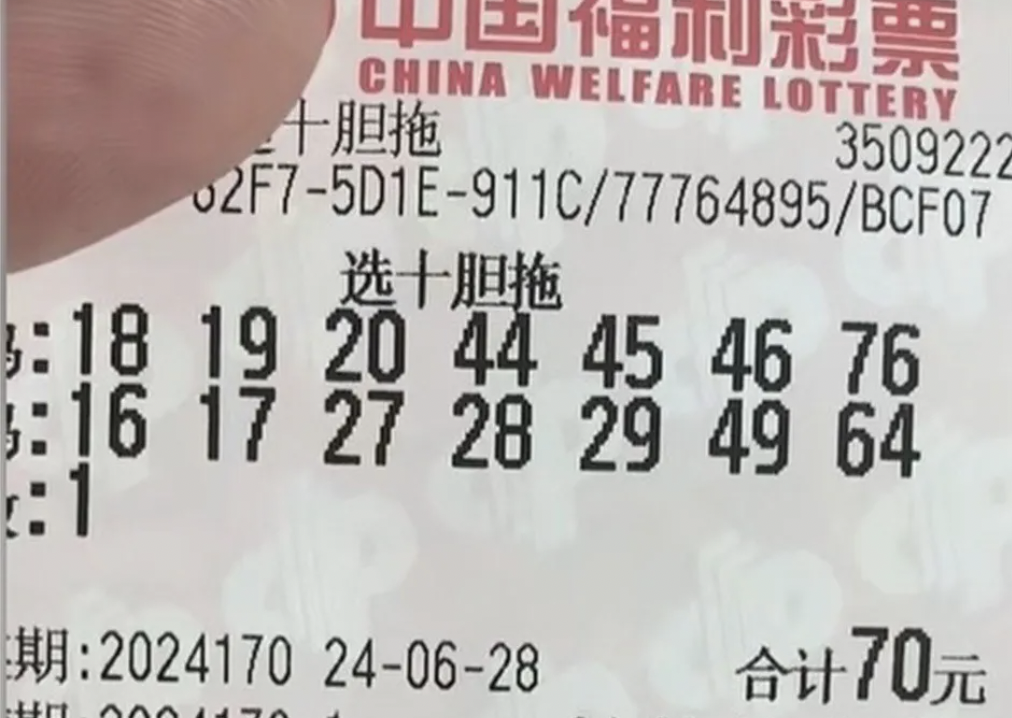 中国福利彩票
CHINA WELFARE LOTTERY
十胆拖 3509222
62F7-5D1E-911C/77764895/BCF07
选十胆拖
:18 19 20 44 45 46 76
:16 17 27 28 29 49 64
:1
期:2024170 24-06-28 合计70元